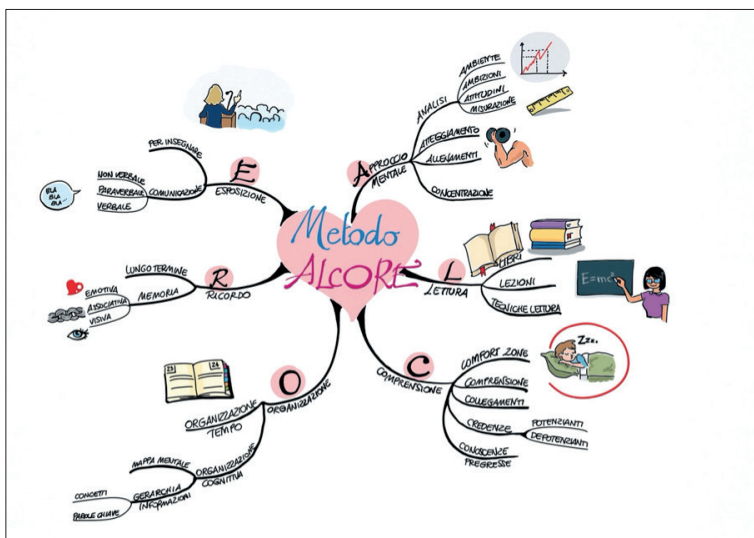 Metodo
ALCORE
A
APPROCCIO
MENTALE
ANALISI
AMBIENTE
AMBIZIONI
ATTITUDINI
MISURAZIONE
ATTEGGIAMENTO
ALLENAMENTI
CONCENTRAZIONE
L
LETTURA
LIBRI
LEZIONI
TECNICHE LETTURA
E=mc²
C
COMPRENSIONE
COMFORT ZONE
ZZZ..
COMPRENSIONE
COLLEGAMENTI
CREDENZE
POTENZIANTI
DEPOTENZIANTI
CONOSCENZE
PREGRESSE
O
ORGANIZZAZIONE
ORGANIZZAZIONE
TEMPO
23
24
ORGANIZZAZIONE
COGNITIVA
MAPPA MENTALE
GERARCHIA
INFORMAZIONI
CONCETTI
PAROLE CHIAVE
R
RICORDO
LUNGO TERMINE
MEMORIA
EMOTIVA
ASSOCIATIVA
VISIVA
E
ESPOSIZIONE
PER INSEGNARE
COMUNICAZIONE
NON VERBALE
PARAVERBALE
VERBALE
BLA
BLA
BLA